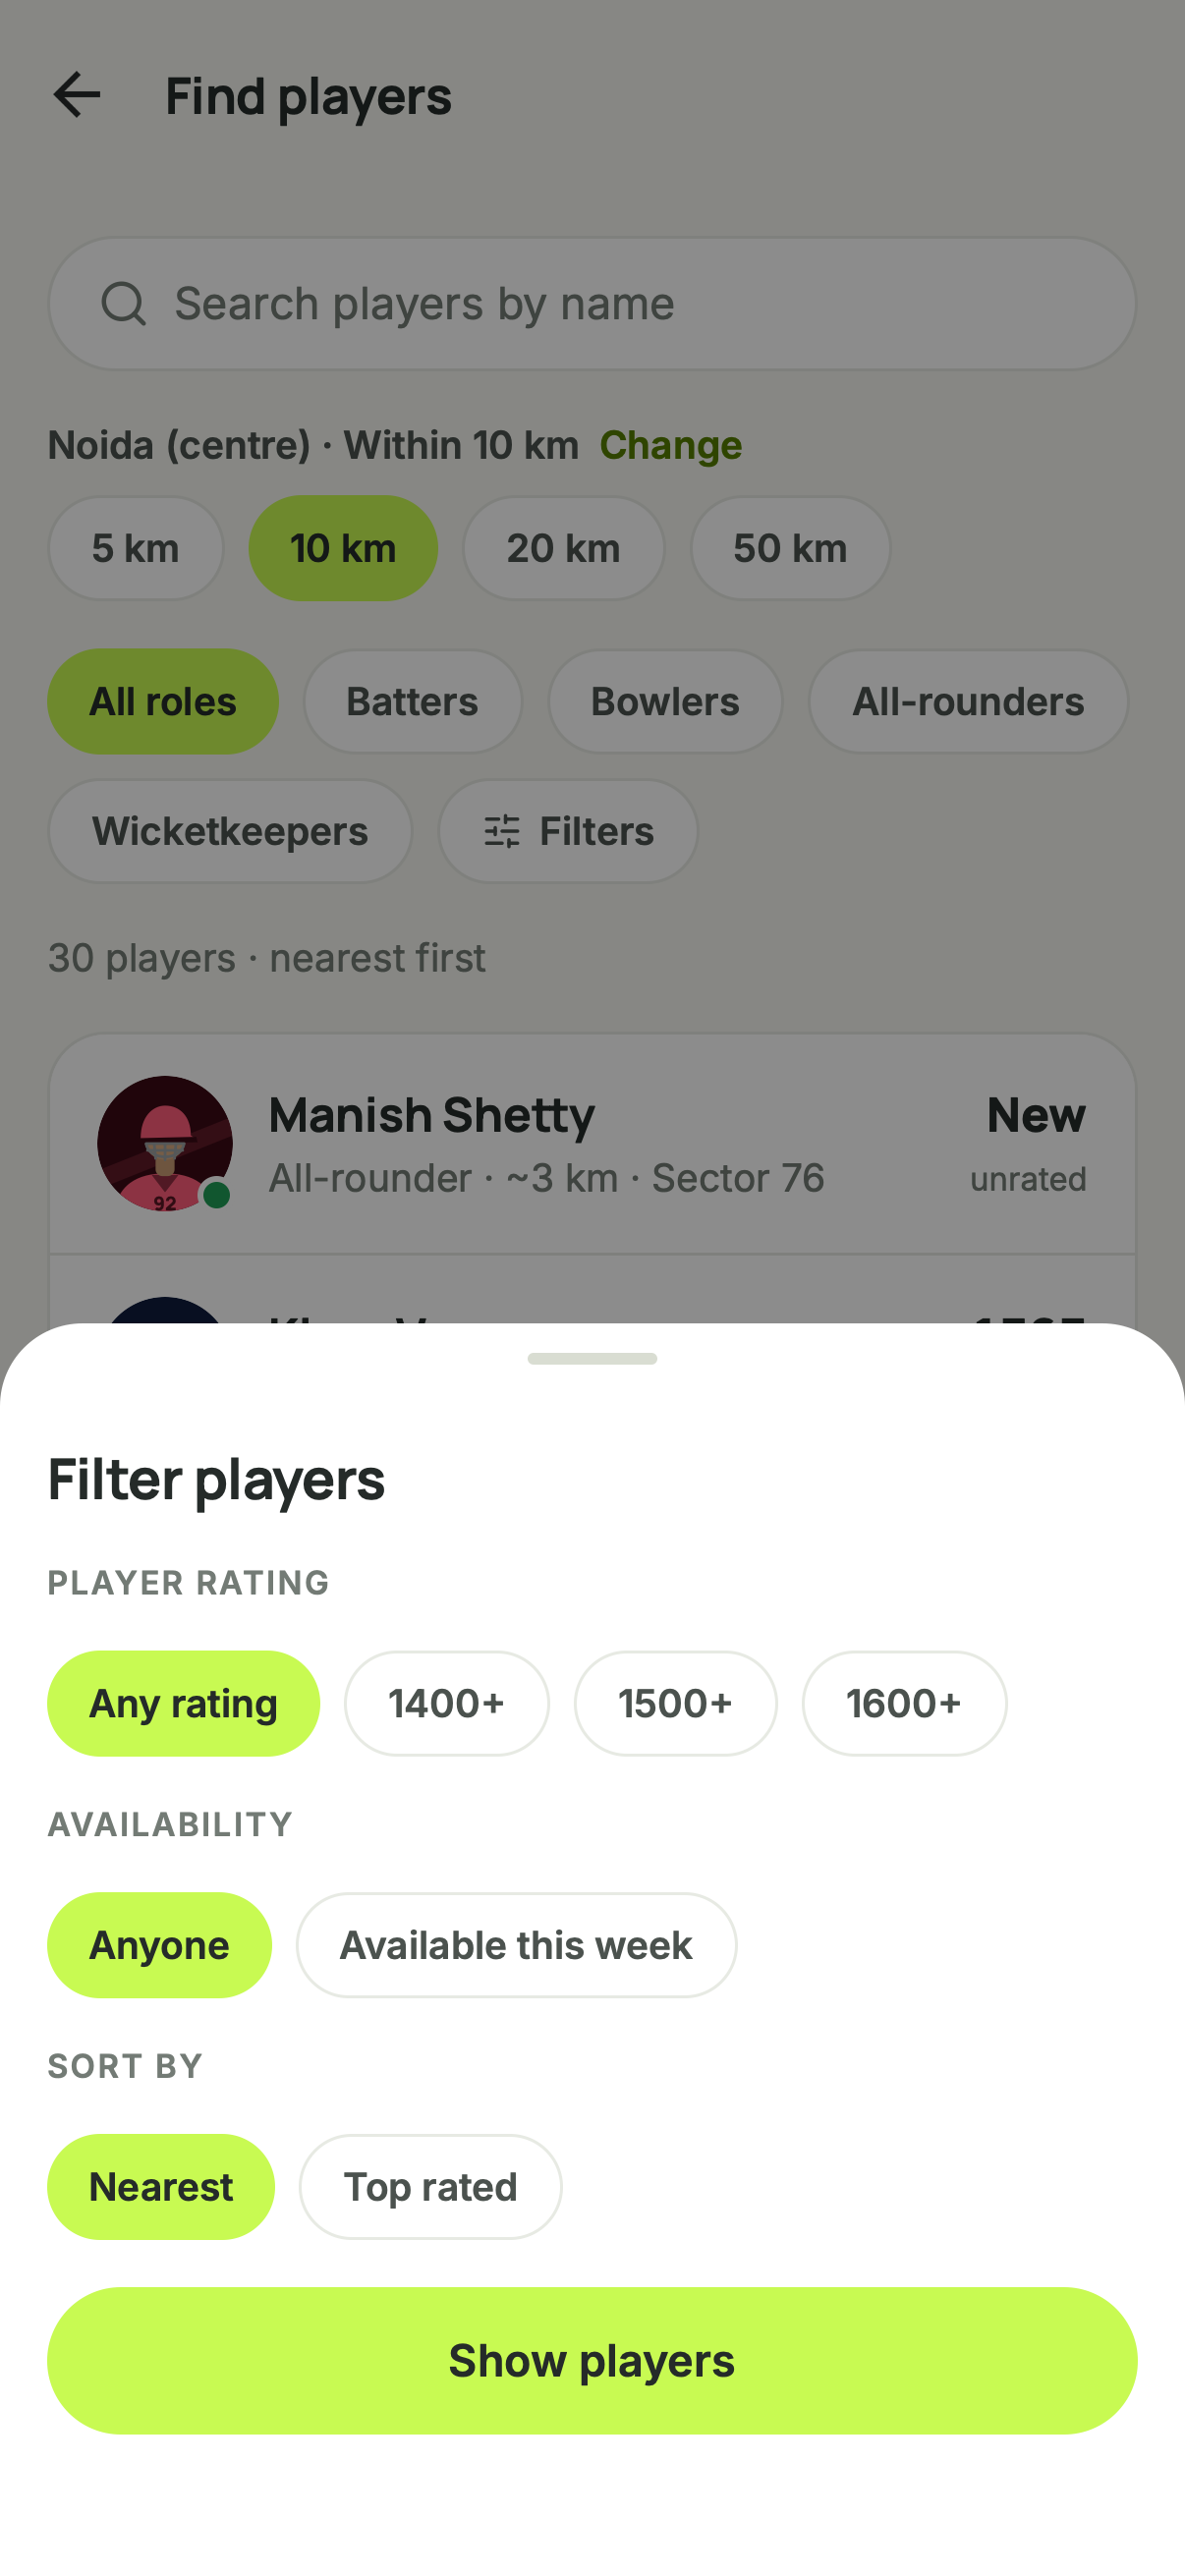 Find players
Search players by name
Noida (centre) · Within 10 km Change
5 km 10 km 20 km 50 km
All roles Batters Bowlers All-rounders
Wicketkeepers Filters
30 players · nearest first
Manish Shetty New
All-rounder · ~3 km · Sector 76 unrated
92
Filter players
PLAYER RATING
Any rating 1400+ 1500+ 1600+
AVAILABILITY
Anyone Available this week
SORT BY
Nearest Top rated
Show players